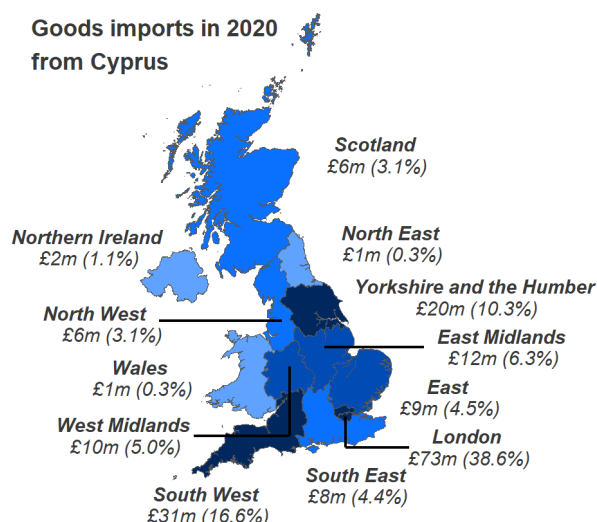 Goods imports in 2020
from Cyprus
Scotland
£6m (3.1%)
Northern Ireland
£2m (1.1%)
North East
£1m (0.3%)
Yorkshire and the Humber
£20m (10.3%)
North West
£6m (3.1%)
East Midlands
£12m (6.3%)
Wales
£1m (0.3%)
East
£9m (4.5%)
West Midlands
£10m (5.0%)
London
£73m (38.6%)
South East
£8m (4.4%)
South West
£31m (16.6%)